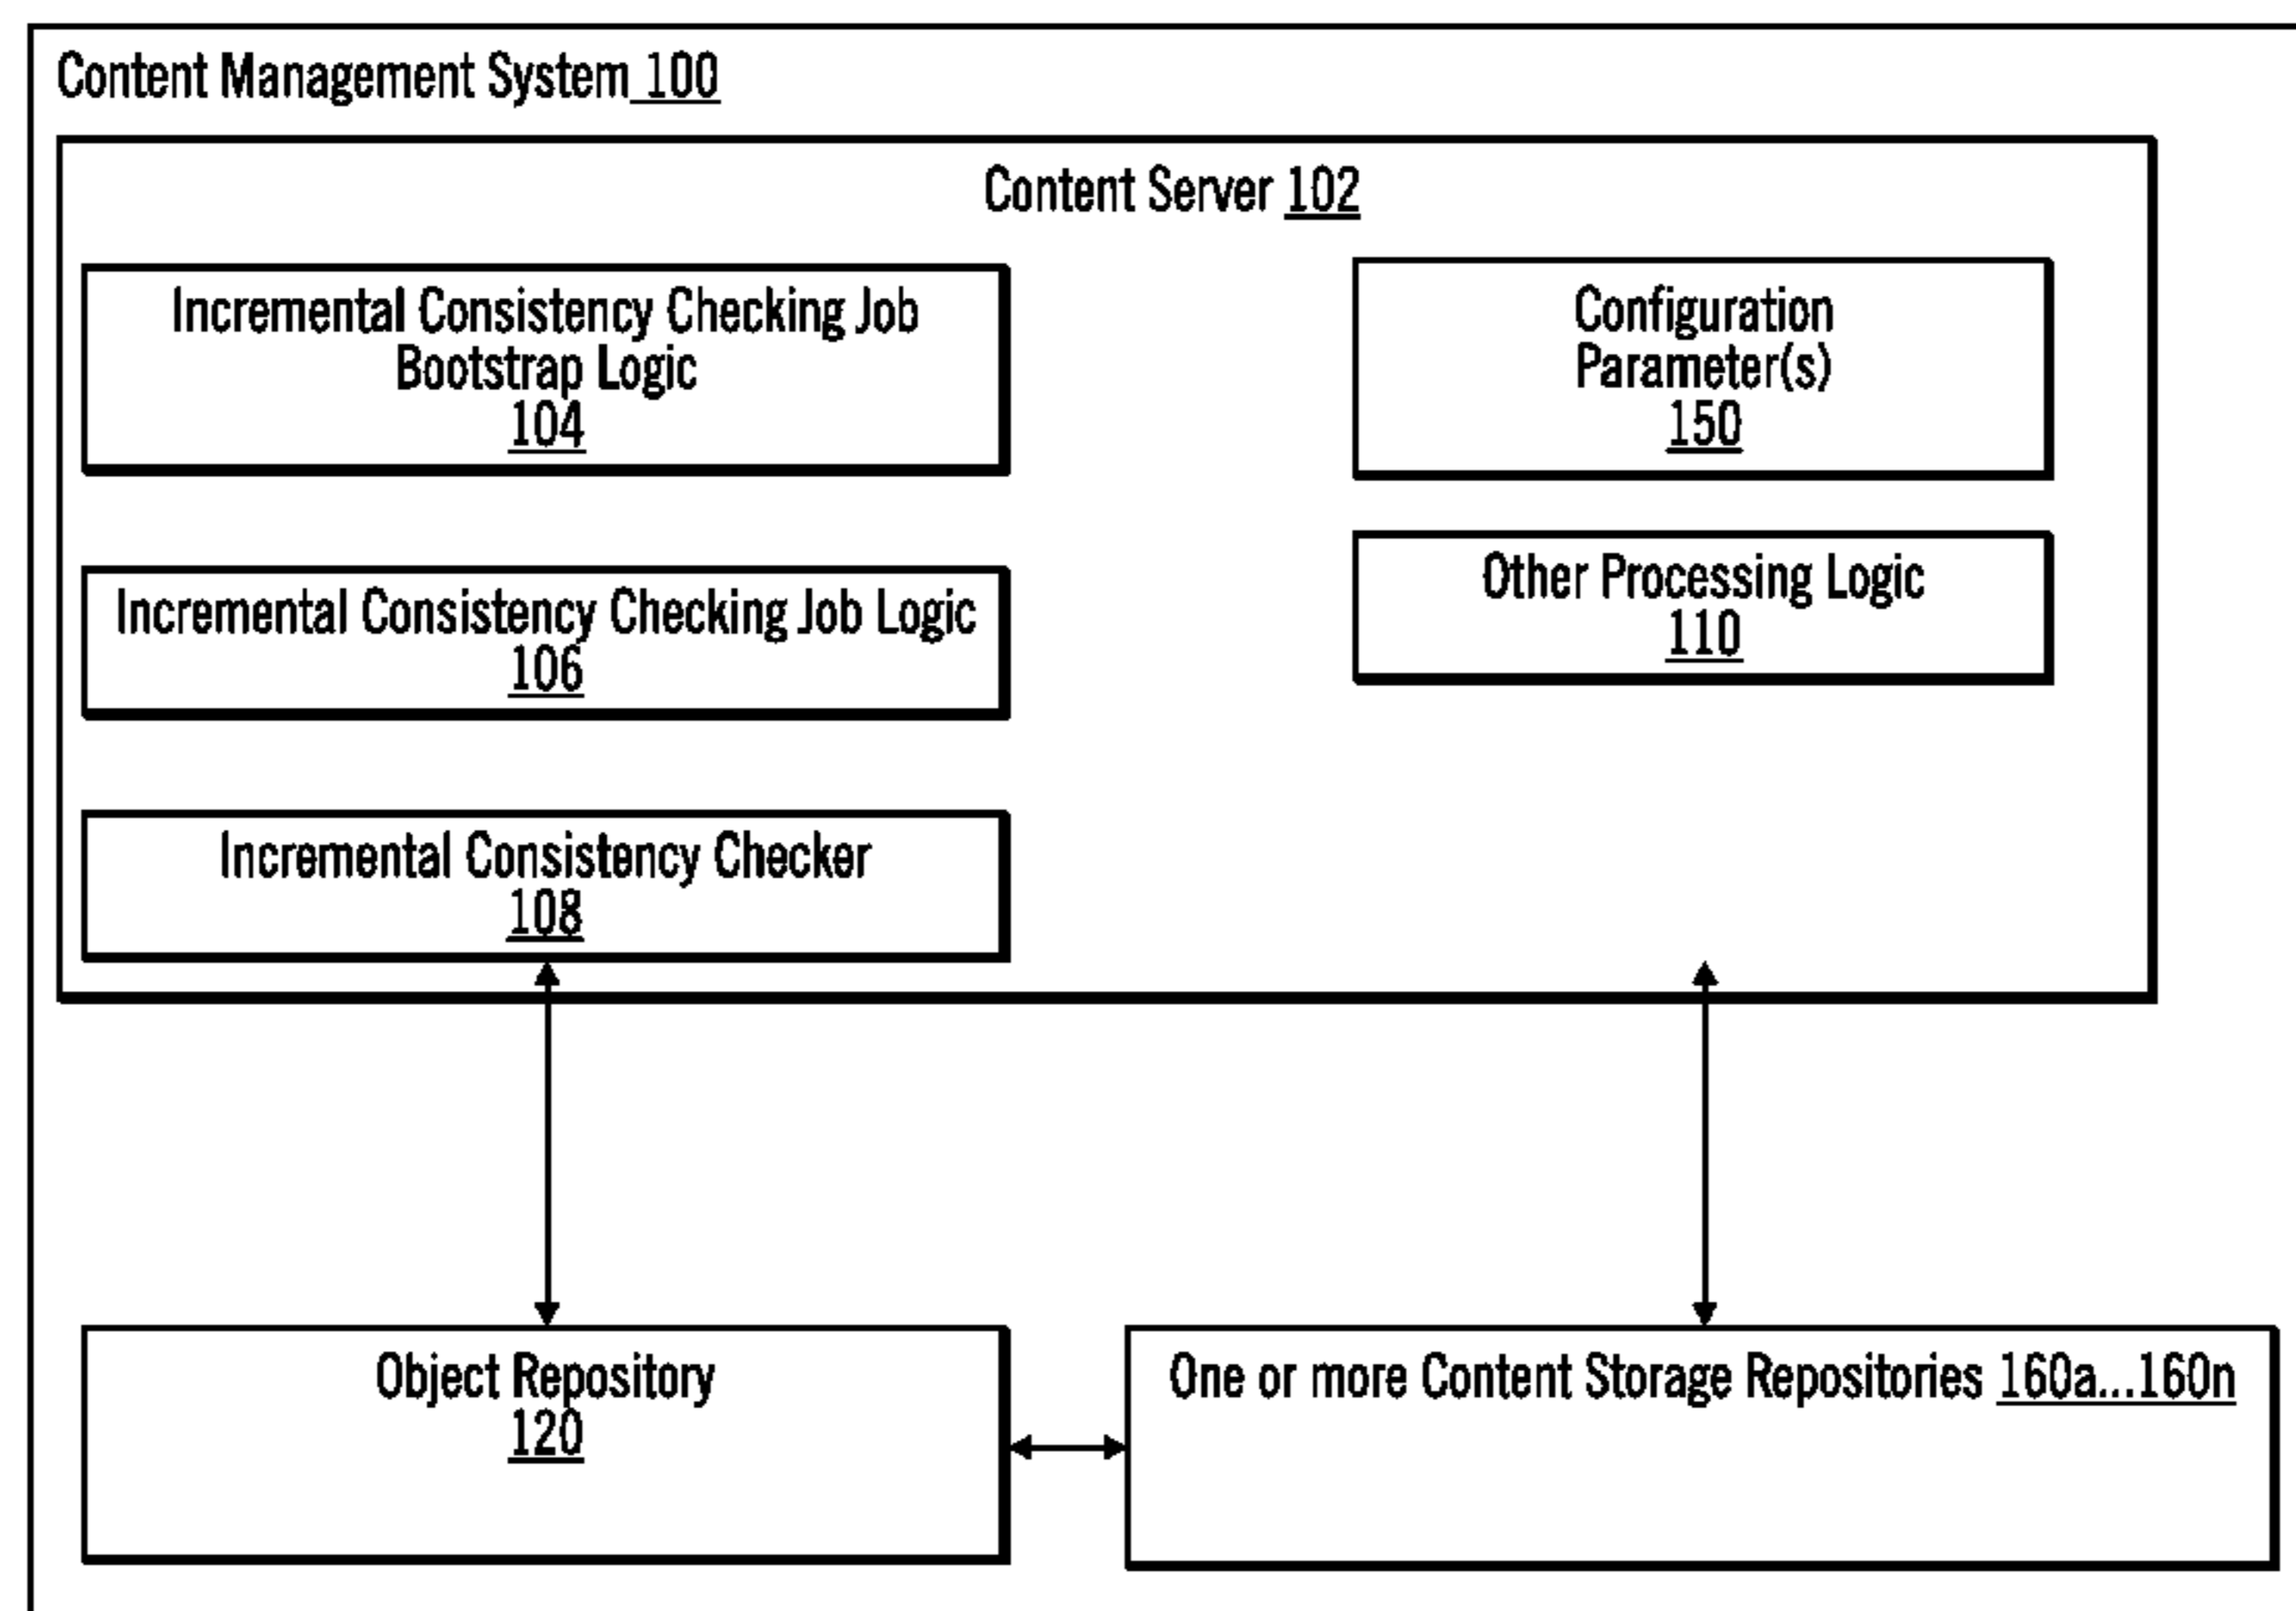 Content Management System 100
Content Server 102
Incremental Consistency Checking Job
Bootstrap Logic
104
Configuration
Parameter(s)
150
Incremental Consistency Checking Job Logic
106
Other Processing Logic
110
Incremental Consistency Checker
108
Object Repository
120
One or more Content Storage Repositories 160a...160n